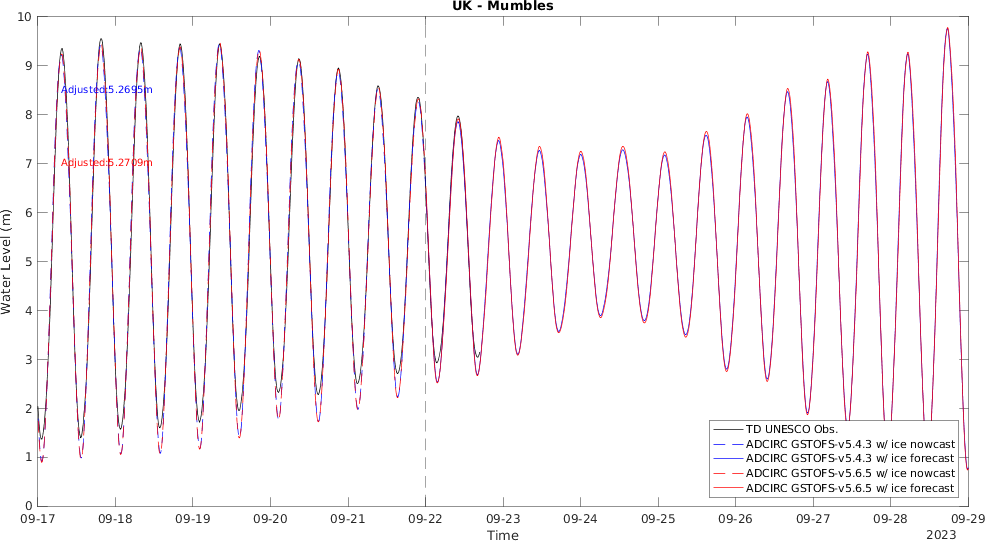 UK - Mumbles
10
9
8
7
6
5
4
3
2
1
0
Water Level (m)
Adjusted:5.2695m
Adjusted:5.2709m
TD UNESCO Obs.
ADCIRC GSTOFS-v5.4.3 w/ ice nowcast
ADCIRC GSTOFS-v5.4.3 w/ ice forecast
ADCIRC GSTOFS-v5.6.5 w/ ice nowcast
ADCIRC GSTOFS-v5.6.5 w/ ice forecast
09-17 09-18 09-19 09-20 09-21 09-22 09-23 09-24 09-25 09-26 09-27 09-28 09-29
Time
2023